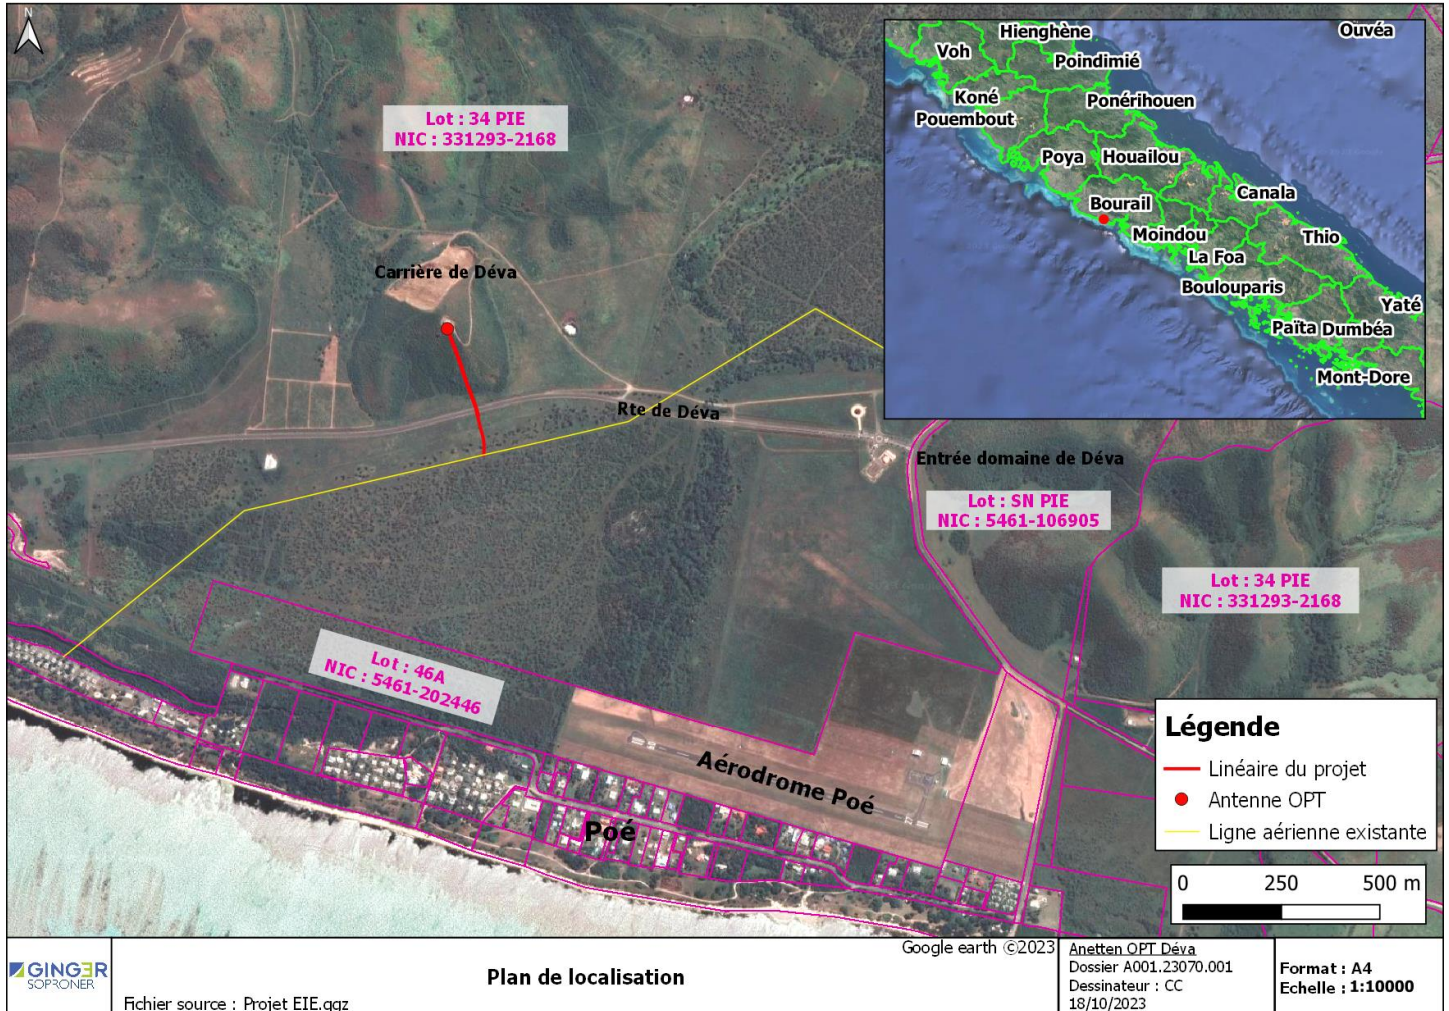 N
Lot : 34 PIE
NIC : 331293-2168
Carrière de Déva
Rte de Déva
Entrée domaine de Déva
Lot : SN PIE
NIC : 5461-106905
Lot : 34 PIE
NIC : 331293-2168
Lot : 46A
NIC : 5461-202446
Aérodrome Poé
Poé
Hienghène
Ouvéa
Voh
Poindimié
Koné
Ponérihouen
Pouembout
Poya
Houaïlou
Canala
Bourail
Moindou
Thio
La Foa
Boulouparis
Yaté
Païta
Dumbéa
Mont-Dore
Légende
Linéaire du projet
Antenne OPT
Ligne aérienne existante
0 250 500 m
Google earth ©2023
GINGER
SOPRONER
Fichier source : Projet EIE.qgz
Plan de localisation
Anetten OPT Déva
Dossier A001.23070.001
Dessinateur : CC
18/10/2023
Format : A4
Echelle : 1:10000